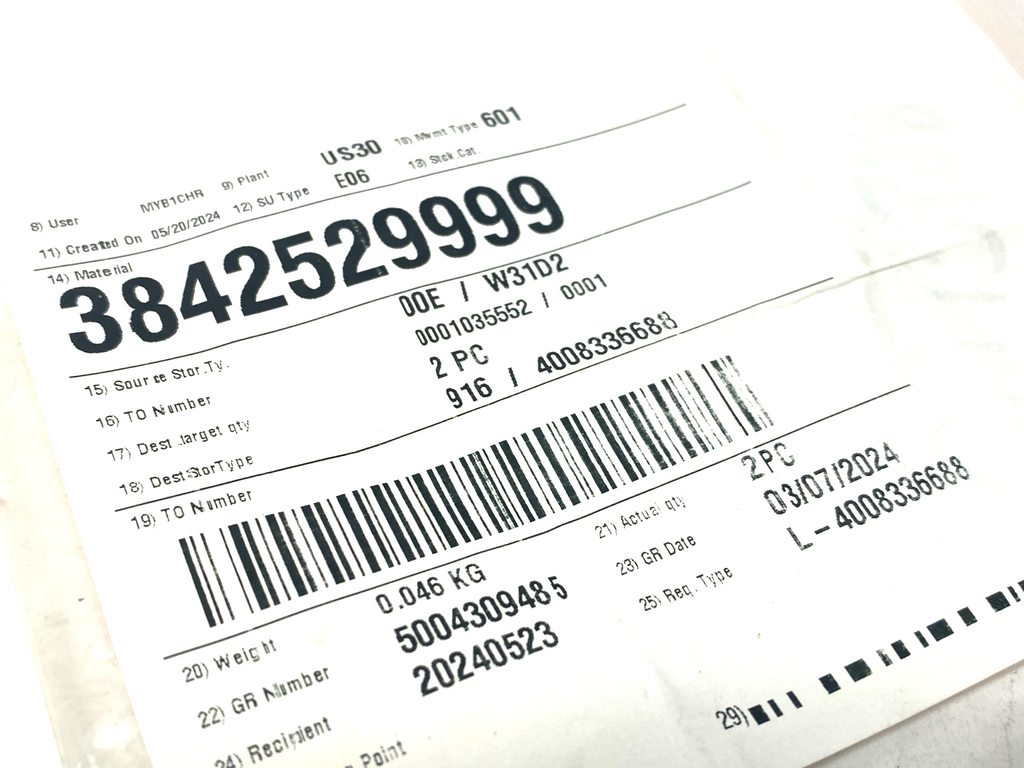 8) User MYB1CHR 9) Plant US30 10) Mvmt Type 601
11) Created On 05/20/2024 12) SU Type E06 13) Stck.Cat.
14) Material
3842529999
15) Source Stor.Ty. 00E / W31D2
16) TO Number 0001035552 / 0001
17) Dest.target qty 2 PC
18) Dest.StorType 916 / 4008336688
19) TO Number
20) Weight 0.046 KG 21) Actual qty 2PC
22) GR Number 5004309485 23) GR Date 03/07/2024
24) Recipient 20240523 25) Req. Type L-4008336688
Point
29)